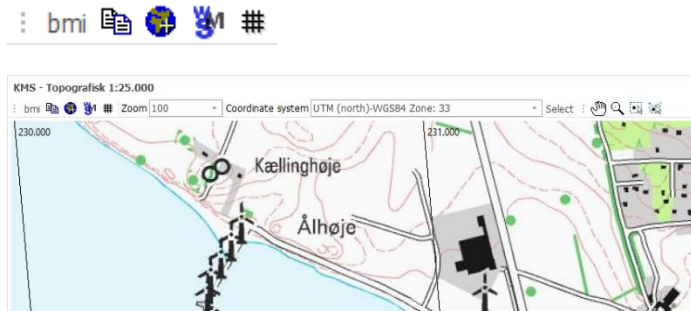 bmi M
KMS - Topografisk 1:25.000
bmi M Zoom 100 Coordinate system UTM (north)-WGS84 Zone: 33 Select
230.000 231.000
Kællinghøje
Ålhøje